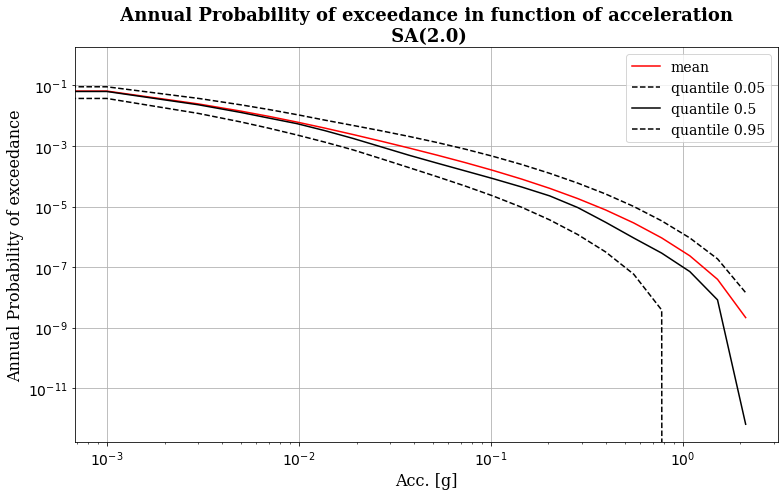 Annual Probability of exceedance in function of acceleration
SA(2.0)
mean
quantile 0.05
quantile 0.5
quantile 0.95
Annual Probability of exceedance
10⁻¹
10⁻³
10⁻⁵
10⁻⁷
10⁻⁹
10⁻¹¹
10⁻³ 10⁻² 10⁻¹ 10⁰
Acc. [g]